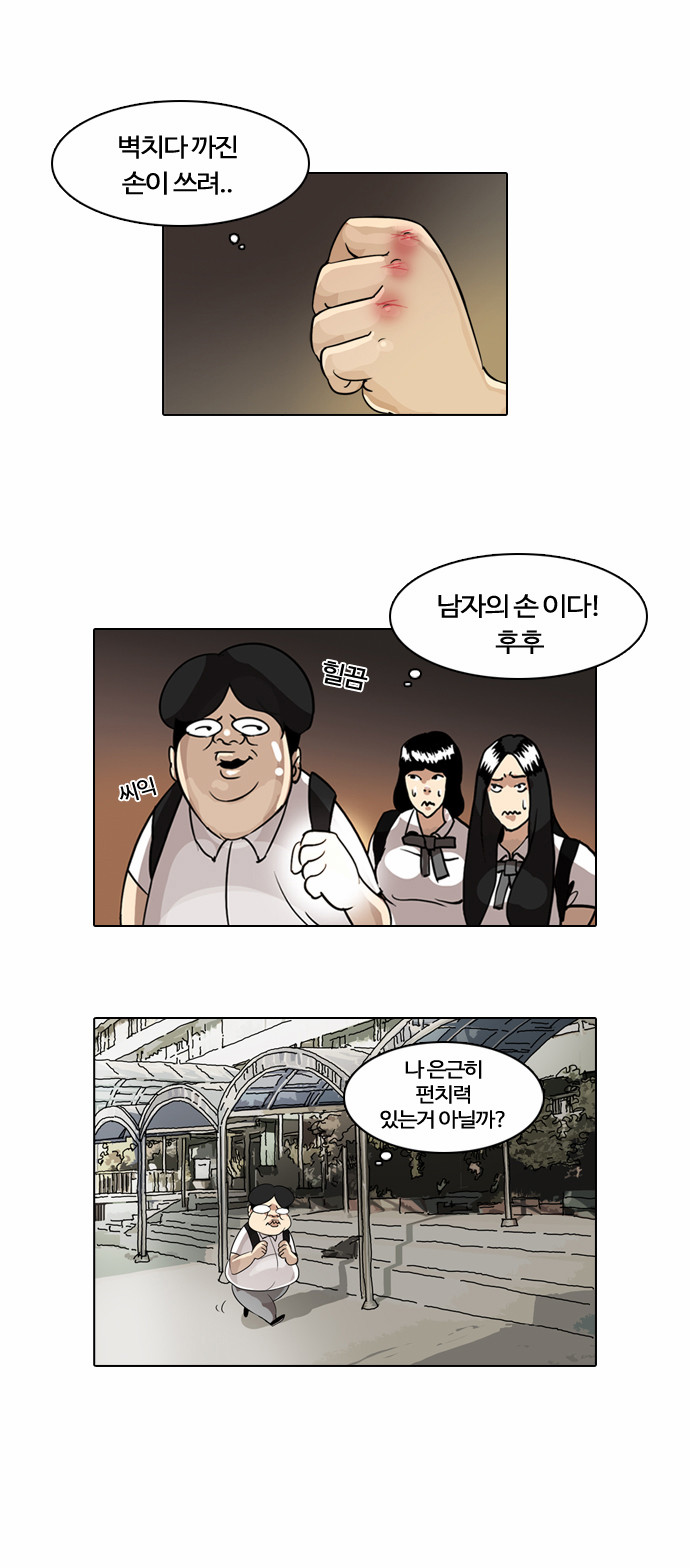 벽치다 까진
손이 쓰려..
남자의 손 이다!
후후
힐끔
씨익
나 은근히
펀치력
있는거 아닐까?